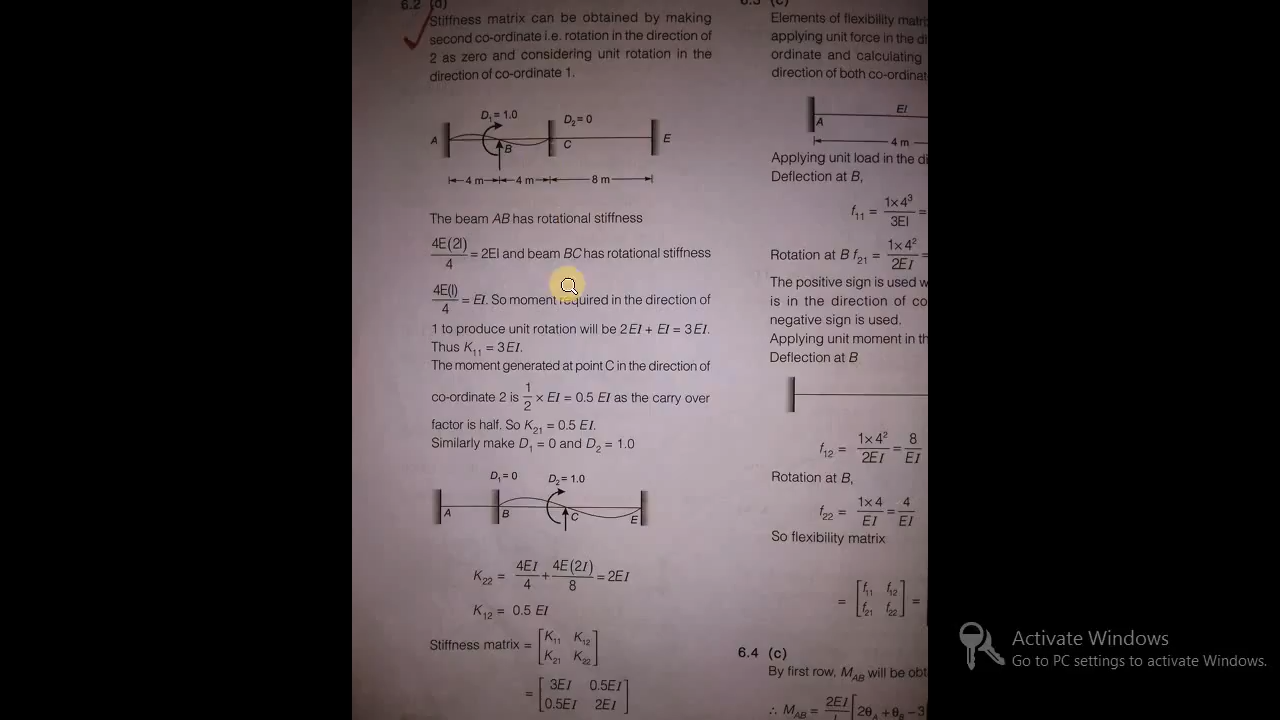 6.2 (d)
Stiffness matrix can be obtained by making
second co-ordinate i.e. rotation in the direction of
2 as zero and considering unit rotation in the
direction of co-ordinate 1.
D₁ = 1.0
D₂ = 0
A
B
C
E
4 m
4 m
8 m
The beam AB has rotational stiffness
4E(2I)/4 = 2EI and beam BC has rotational stiffness
4E(I)/4 = EI. So moment required in the direction of
1 to produce unit rotation will be 2EI + EI = 3EI.
Thus K₁₁ = 3EI.
The moment generated at point C in the direction of
co-ordinate 2 is 1/2 × EI = 0.5 EI as the carry over
factor is half. So K₂₁ = 0.5 EI.
Similarly make D₁ = 0 and D₂ = 1.0
D₁ = 0
D₂ = 1.0
A
B
C
E
K₂₂ = 4EI/4 + 4E(2I)/8 = 2EI
K₁₂ = 0.5 EI
Stiffness matrix = [K₁₁ K₁₂
K₂₁ K₂₂]
= [3EI 0.5EI
0.5EI 2EI]
Elements of flexibility
applying unit force in the
ordinate and calculating
direction of both
EI
A
4 m
Applying unit load in the
Deflection at B,
f₁₁ = 1×4³/3EI =
Rotation at B f₂₁ = 1×4²/2EI =
The positive sign is used
is in the direction of
negative sign is used.
Applying unit moment in
Deflection at B
f₁₂ = 1×4²/2EI = 8/EI
Rotation at B,
f₂₂ = 1×4/EI = 4/EI
So flexibility matrix
= [f₁₁ f₁₂
f₂₁ f₂₂] =
6.4 (c)
By first row, M_AB will be
∴ M_AB = 2EI [2θ_A + θ_B − 3
Activate Windows
Go to PC settings to activate Windows.